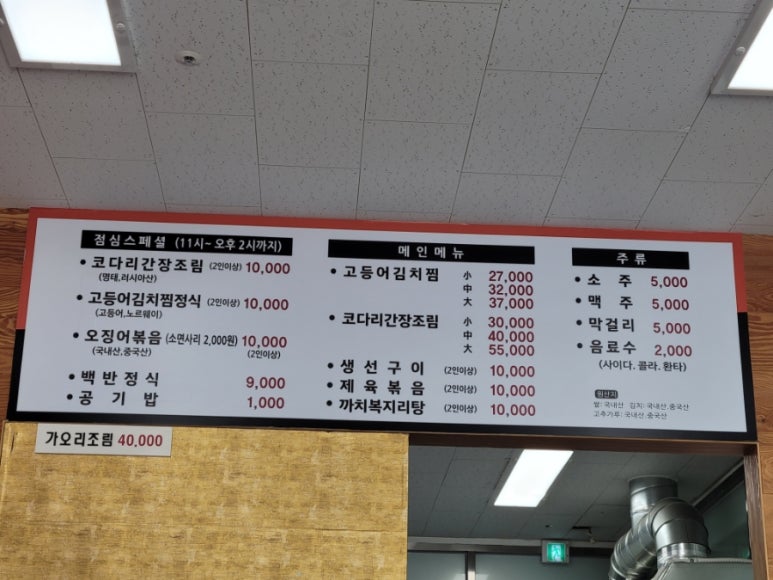 점심스페셜 (11시~오후 2시까지)
• 코다리간장조림 (2인이상) 10,000
(명태,러시아산)
• 고등어김치찜정식 (2인이상) 10,000
(고등어,노르웨이)
• 오징어볶음 (소면사리 2,000원) 10,000
(국내산,중국산) (2인이상)
• 백반정식 9,000
• 공기밥 1,000
메인메뉴
• 고등어김치찜 小 27,000
中 32,000
大 37,000
• 코다리간장조림 小 30,000
中 40,000
大 55,000
• 생선구이 (2인이상) 10,000
• 제육볶음 (2인이상) 10,000
• 까치복지리탕 (2인이상) 10,000
주류
• 소주 5,000
• 맥주 5,000
• 막걸리 5,000
• 음료수 2,000
(사이다, 콜라, 환타)
원산지
쌀: 국내산 김치: 국내산,중국산
고추가루: 국내산,중국산
가오리조림 40,000